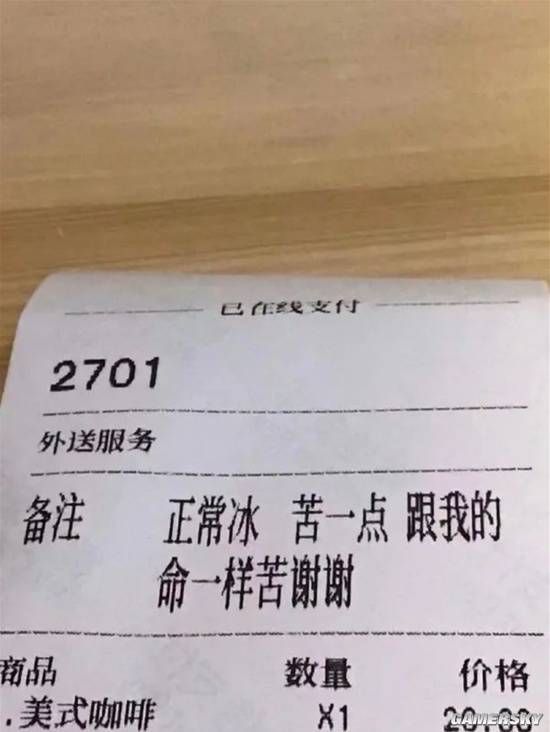 已在线支付
2701
外送服务
备注 正常冰 苦一点 跟我的
命一样苦谢谢
商品 数量 价格
.美式咖啡 X1
GAMERSKY